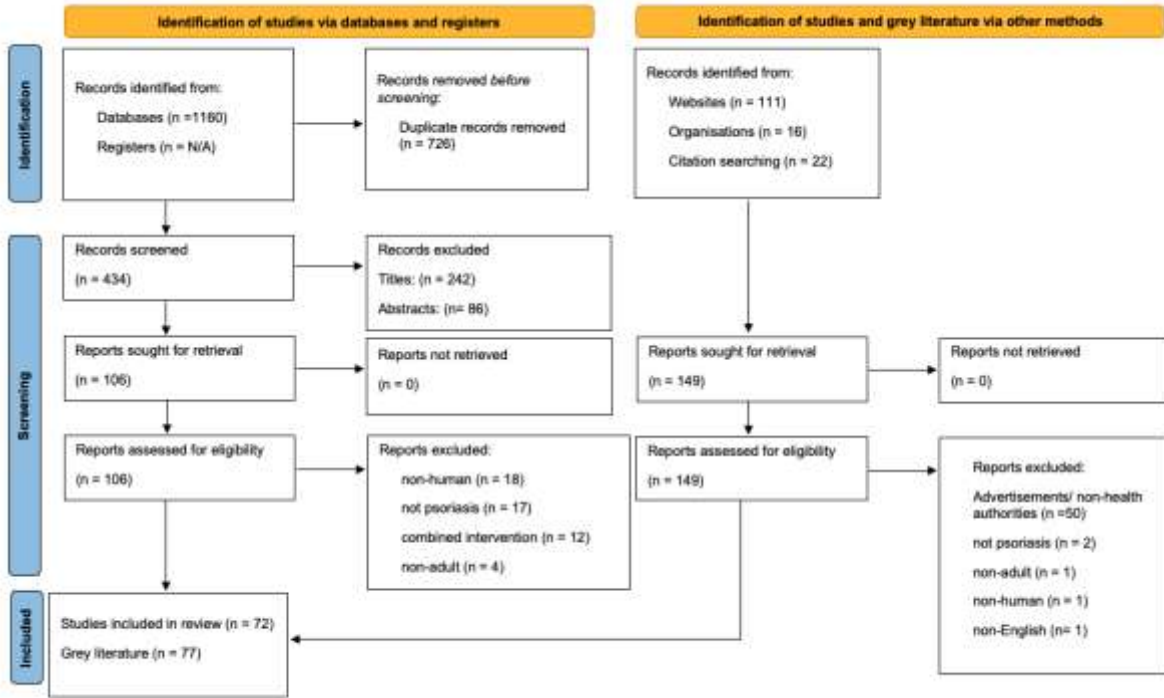 Identification of studies via databases and registers
Identification of studies and grey literature via other methods
Identification
Records identified from:
Databases (n =1160)
Registers (n = N/A)
Records removed before
screening:
Duplicate records removed
(n = 726)
Records identified from:
Websites (n = 111)
Organisations (n = 16)
Citation searching (n = 22)
Screening
Records screened
(n = 434)
Records excluded
Titles: (n = 242)
Abstracts: (n= 86)
Reports sought for retrieval
(n = 106)
Reports not retrieved
(n = 0)
Reports sought for retrieval
(n = 149)
Reports not retrieved
(n = 0)
Reports assessed for eligibility
(n = 106)
Reports excluded:
non-human (n = 18)
not psoriasis (n = 17)
combined intervention (n = 12)
non-adult (n = 4)
Reports assessed for eligibility
(n = 149)
Reports excluded:
Advertisements/ non-health
authorities (n =50)
not psoriasis (n = 2)
non-adult (n = 1)
non-human (n = 1)
non-English (n= 1)
Included
Studies included in review (n = 72)
Grey literature (n = 77)